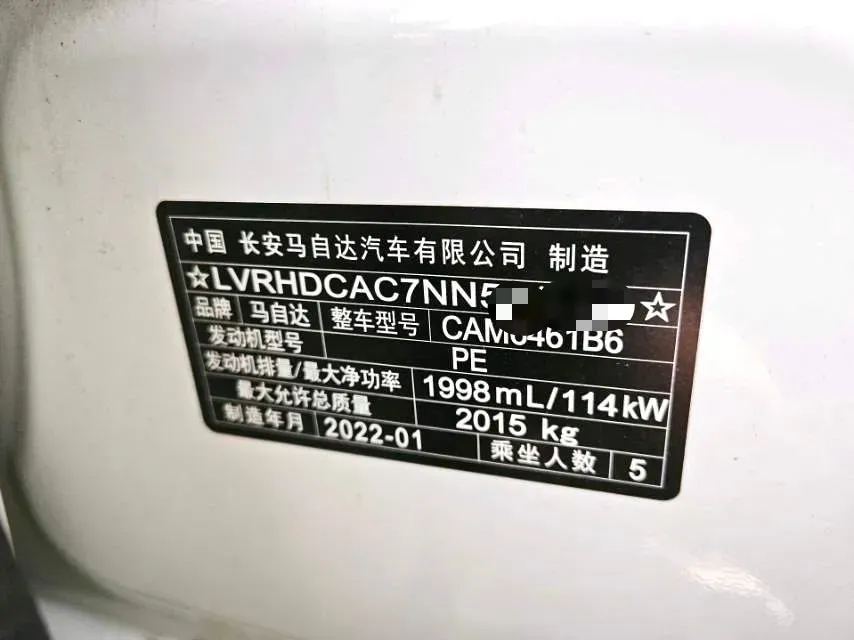 中国 长安马自达汽车有限公司 制造
☆LVRHDCAC7NN5 ☆
品牌 马自达 整车型号 CAM6461B6
发动机型号 PE
发动机排量/最大净功率 1998mL/114kW
最大允许总质量 2015 kg
制造年月 2022-01 乘坐人数 5